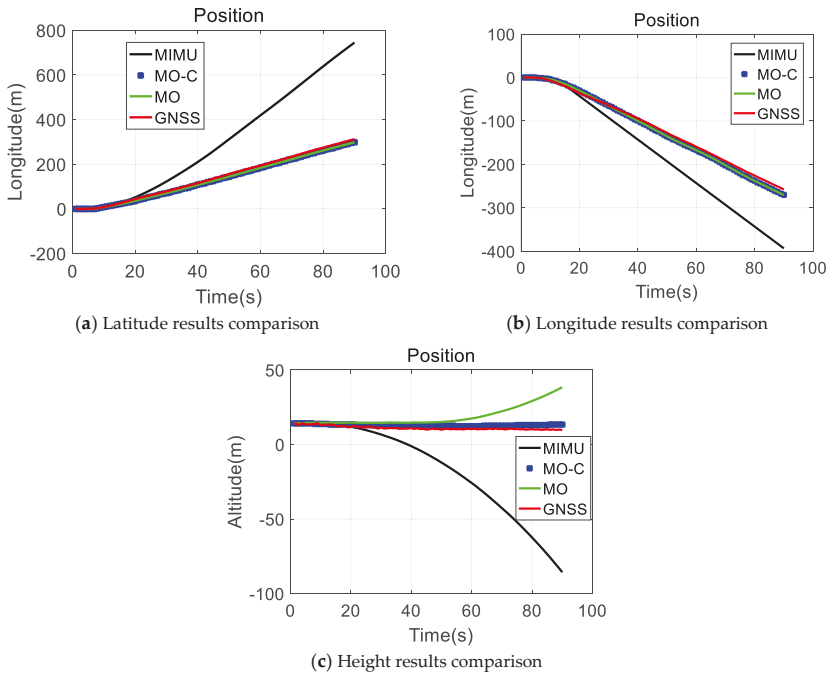 Position
800
600
400
200
0
-200
Longitude(m)
MIMU
MO-C
MO
GNSS
0 20 40 60 80 100
Time(s)
(a) Latitude results comparison
Position
100
0
-100
-200
-300
-400
Longitude(m)
MIMU
MO-C
MO
GNSS
0 20 40 60 80 100
Time(s)
(b) Longitude results comparison
Position
50
0
-50
-100
Altitude(m)
MIMU
MO-C
MO
GNSS
0 20 40 60 80 100
Time(s)
(c) Height results comparison